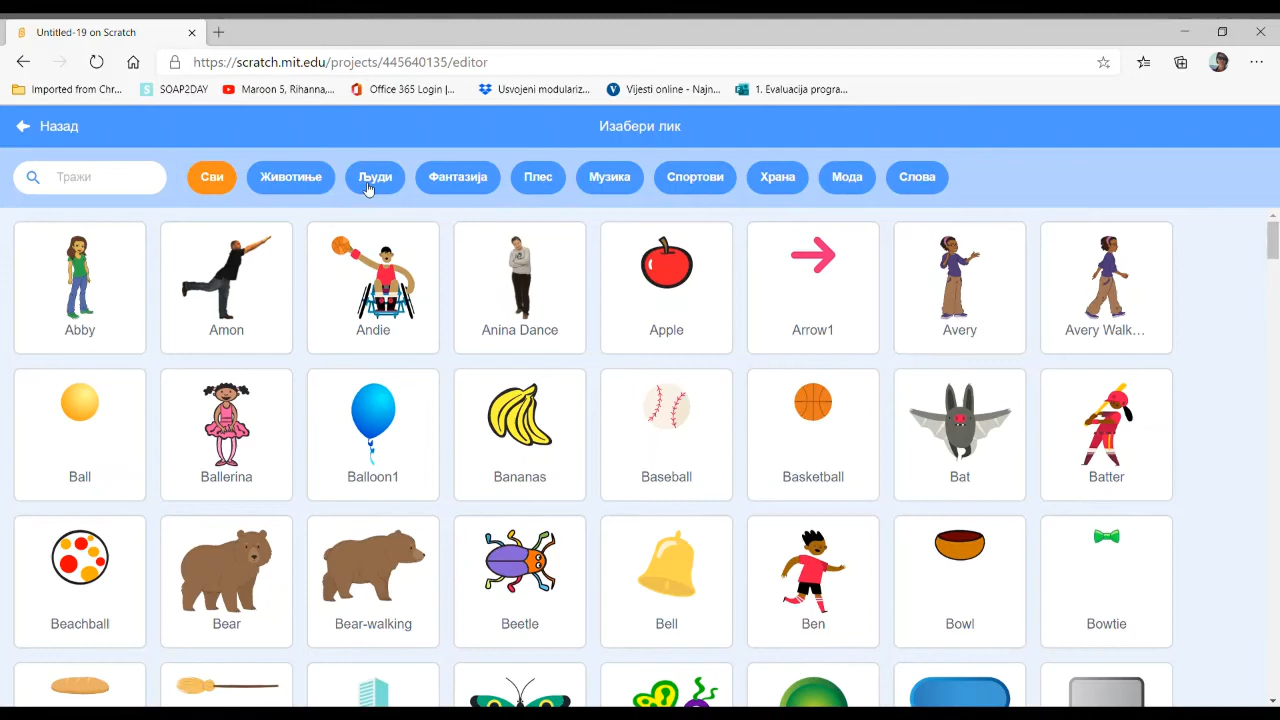 Untitled-19 on Scratch
https://scratch.mit.edu/projects/445640135/editor
Imported from Chr... SOAP2DAY Maroon 5, Rihanna,... Office 365 Login |... Usvojeni modulariz... Vijesti online - Najn... 1. Evaluacija progra...
Назад Изабери лик
Тражи Сви Животиње Људи Фантазија Плес Музика Спортови Храна Мода Слова
Abby Amon Andie Anina Dance Apple Arrow1 Avery Avery Walk...
Ball Ballerina Balloon1 Bananas Baseball Basketball Bat Batter
Beachball Bear Bear-walking Beetle Bell Ben Bowl Bowtie